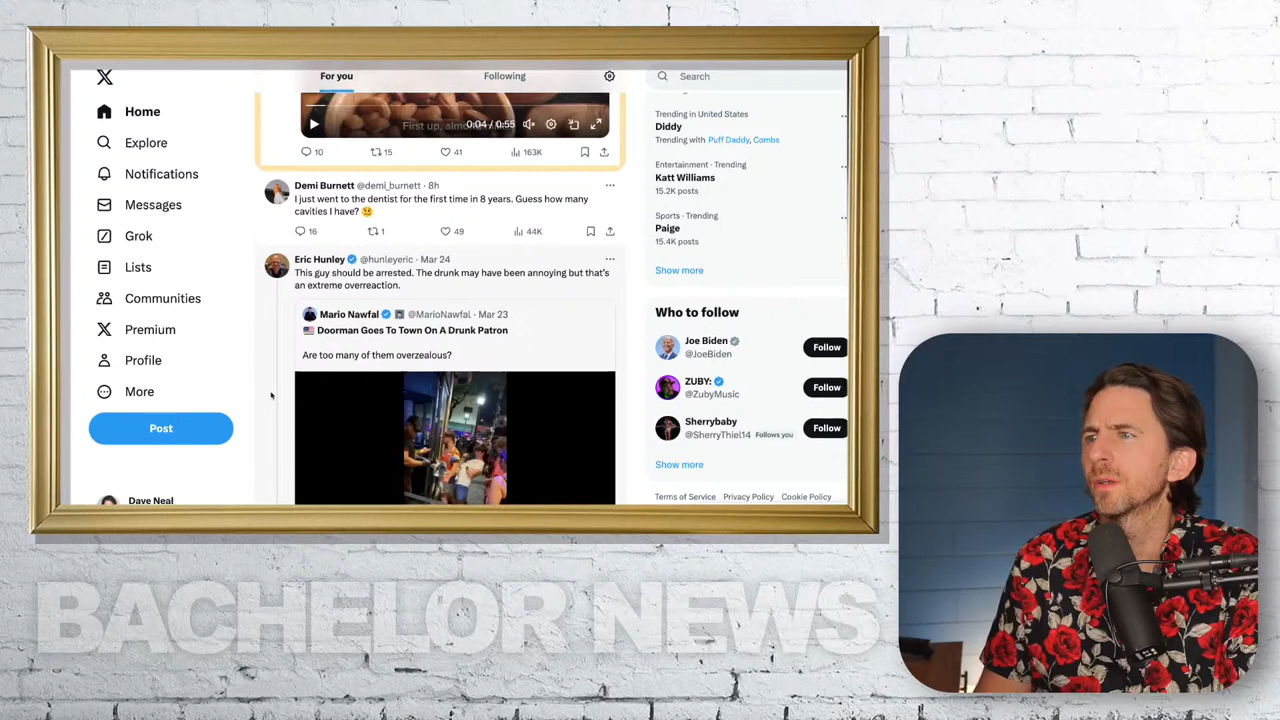 X
Home
Explore
Notifications
Messages
Grok
Lists
Communities
Premium
Profile
More
Post
Dave Neal
For you
Following
First up, almon
0:04 / 0:55
10
15
41
163K
Demi Burnett @demi_burnett · 8h
I just went to the dentist for the first time in 8 years. Guess how many
cavities I have? 🙂
16
1
49
44K
Eric Hunley @hunleyeric · Mar 24
This guy should be arrested. The drunk may have been annoying but that's
an extreme overreaction.
Mario Nawfal @MarioNawfal · Mar 23
🇺🇸 Doorman Goes To Town On A Drunk Patron
Are too many of them overzealous?
Search
Trending in United States
Diddy
Trending with Puff Daddy, Combs
Entertainment · Trending
Katt Williams
15.2K posts
Sports · Trending
Paige
15.4K posts
Show more
Who to follow
Joe Biden
@JoeBiden
Follow
ZUBY:
@ZubyMusic
Follow
Sherrybaby
@SherryThiel14 Follows you
Follow
Show more
Terms of Service Privacy Policy Cookie Policy
BACHELOR NEWS